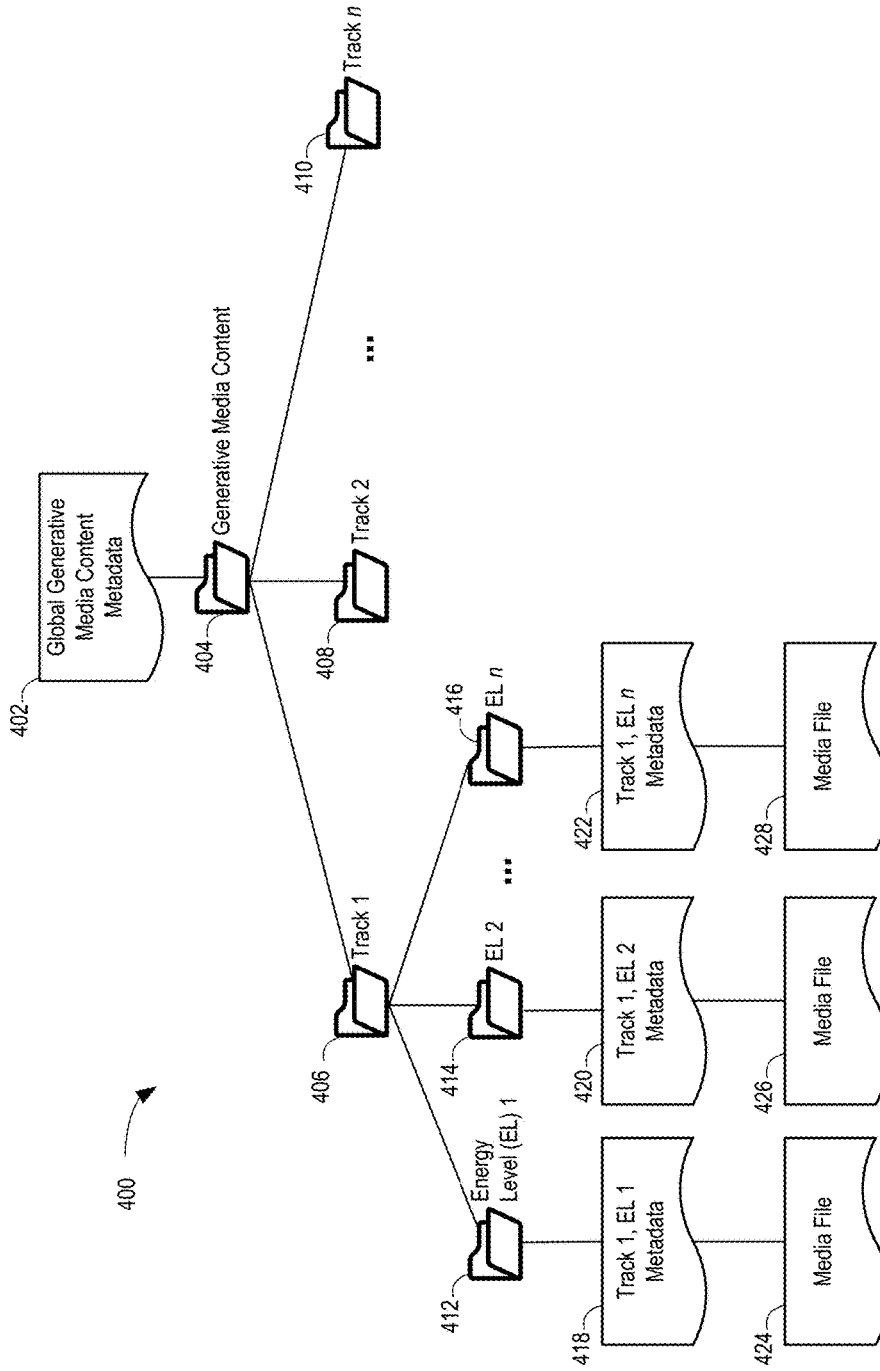 400
402
Global Generative
Media Content
Metadata
404
Generative Media Content
406
Track 1
408
Track 2
...
410
Track n
412
Energy
Level (EL) 1
414
EL 2
...
416
EL n
418
Track 1, EL 1
Metadata
420
Track 1, EL 2
Metadata
422
Track 1, EL n
Metadata
424
Media File
426
Media File
428
Media File